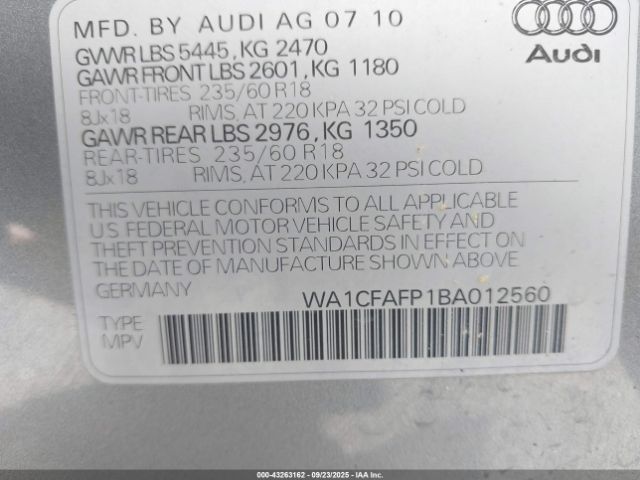 MFD. BY AUDI AG 07 10
GVWR LBS 5445, KG 2470
GAWR FRONT LBS 2601, KG 1180
FRONT-TIRES 235/60 R18
8Jx18 RIMS, AT 220 KPA 32 PSI COLD
GAWR REAR LBS 2976, KG 1350
REAR-TIRES 235/60 R18
8Jx18 RIMS, AT 220 KPA 32 PSI COLD
Audi
THIS VEHICLE CONFORMS TO ALL APPLICABLE
U.S. FEDERAL MOTOR VEHICLE SAFETY AND
THEFT PREVENTION STANDARDS IN EFFECT ON
THE DATE OF MANUFACTURE SHOWN ABOVE
GERMANY WA1CFAFP1BA012560
TYPE
MPV
000-43263162 - 09/23/2025 - IAA Inc.